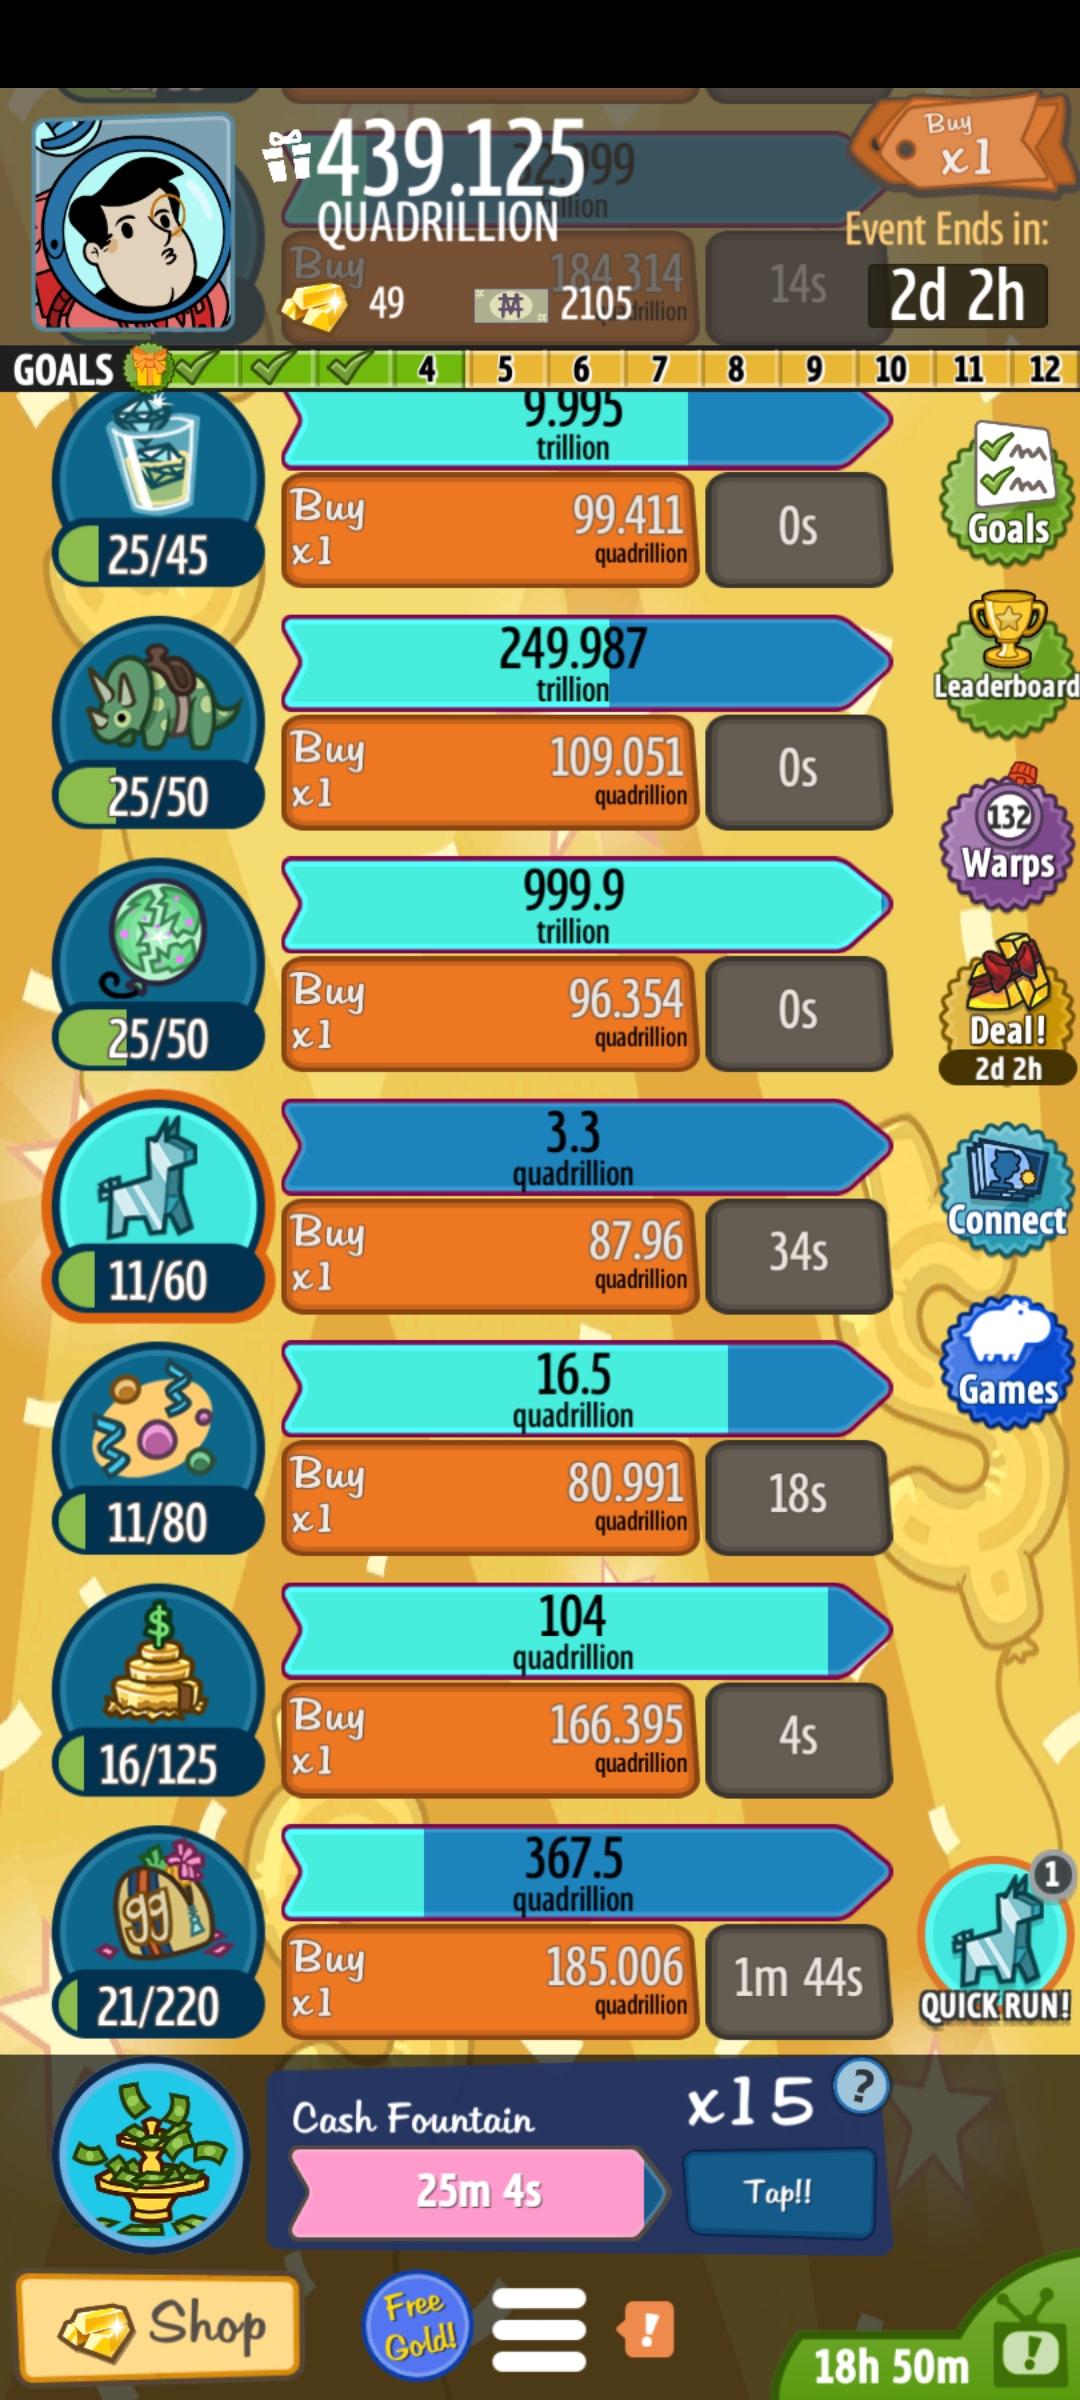 439.125
QUADRILLION
49
2105
Buy
x1
Event Ends in:
2d 2h
Buy
184.314
14s
GOALS
4
5
6
7
8
9
10
11
12
9.995
trillion
25/45
Buy
x1
99.411
quadrillion
0s
Goals
249.987
trillion
25/50
Buy
x1
109.051
quadrillion
0s
Leaderboard
132
Warps
999.9
trillion
25/50
Buy
x1
96.354
quadrillion
0s
Deal!
2d 2h
3.3
quadrillion
11/60
Buy
x1
87.96
quadrillion
34s
Connect
16.5
quadrillion
11/80
Buy
x1
80.991
quadrillion
18s
Games
$
104
quadrillion
16/125
Buy
x1
166.395
quadrillion
4s
99
367.5
quadrillion
21/220
Buy
x1
185.006
quadrillion
1m 44s
1
QUICK RUN!
Cash Fountain
x15
?
25m 4s
Tap!!
Shop
Free
Gold!
!
18h 50m
!